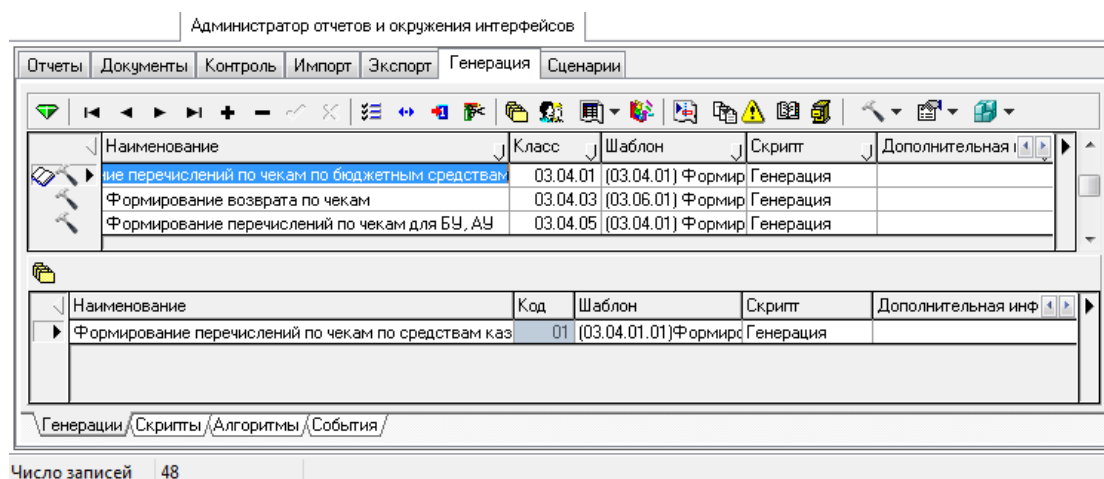 Администратор отчетов и окружения интерфейсов
Отчеты Документы Контроль Импорт Экспорт Генерация Сценарии
Наименование Класс Шаблон Скрипт Дополнительная
ние перечислений по чекам по бюджетным средствам 03.04.01 (03.04.01) Формир Генерация
Формирование возврата по чекам 03.04.03 (03.06.01) Формир Генерация
Формирование перечислений по чекам для БУ, АУ 03.04.05 (03.04.01) Формир Генерация
Наименование Код Шаблон Скрипт Дополнительная инф
Формирование перечислений по чекам по средствам каз 01 (03.04.01.01)Формиро Генерация
Генерации Скрипты Алгоритмы События
Число записей 48